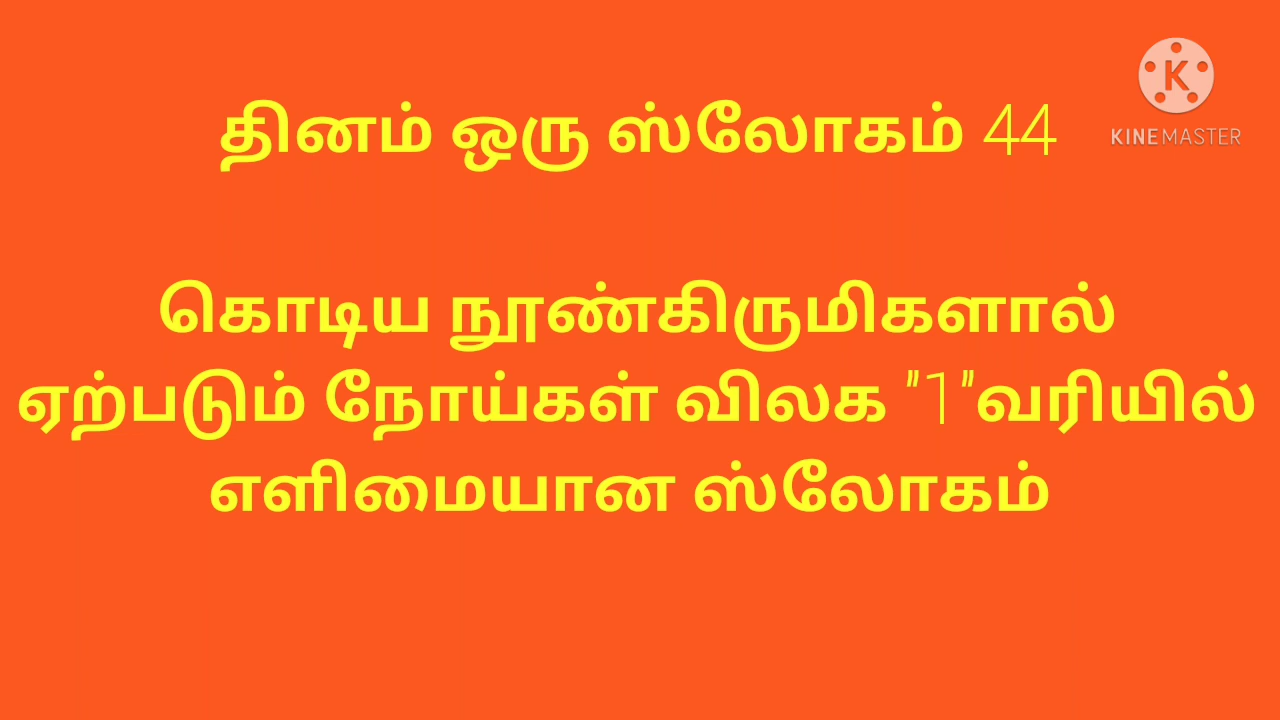 தினம் ஒரு ஸ்லோகம் 44
K
KINEMASTER
கொடிய நூண்கிருமிகளால்
ஏற்படும் நோய்கள் விலக "1"வரியில்
எளிமையான ஸ்லோகம்